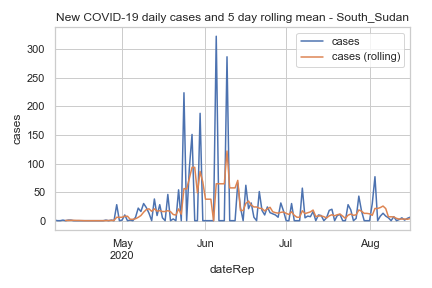 New COVID-19 daily cases and 5 day rolling mean - South_Sudan
cases
cases (rolling)
300
250
200
150
100
50
0
cases
May
2020
Jun
Jul
Aug
dateRep